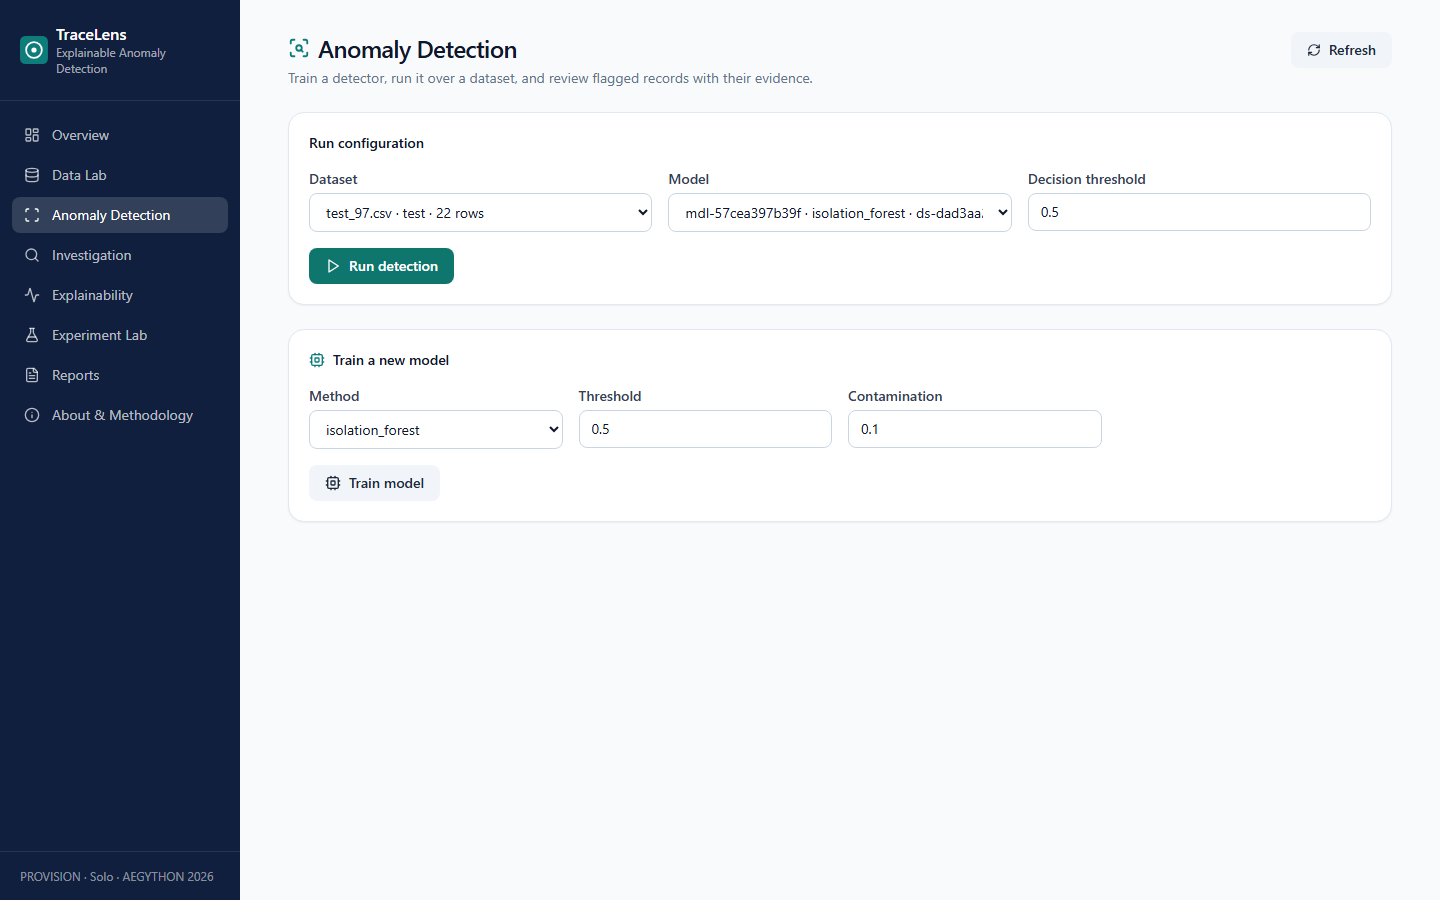 TraceLens
Explainable Anomaly
Detection
Overview
Data Lab
Anomaly Detection
Investigation
Explainability
Experiment Lab
Reports
About & Methodology
PROVISION · Solo · AEGYTHON 2026
Anomaly Detection
Refresh
Train a detector, run it over a dataset, and review flagged records with their evidence.
Run configuration
Dataset
Model
Decision threshold
test_97.csv · test · 22 rows
mdl-57cea397b39f · isolation_forest · ds-dad3aa
0.5
Run detection
Train a new model
Method
Threshold
Contamination
isolation_forest
0.5
0.1
Train model